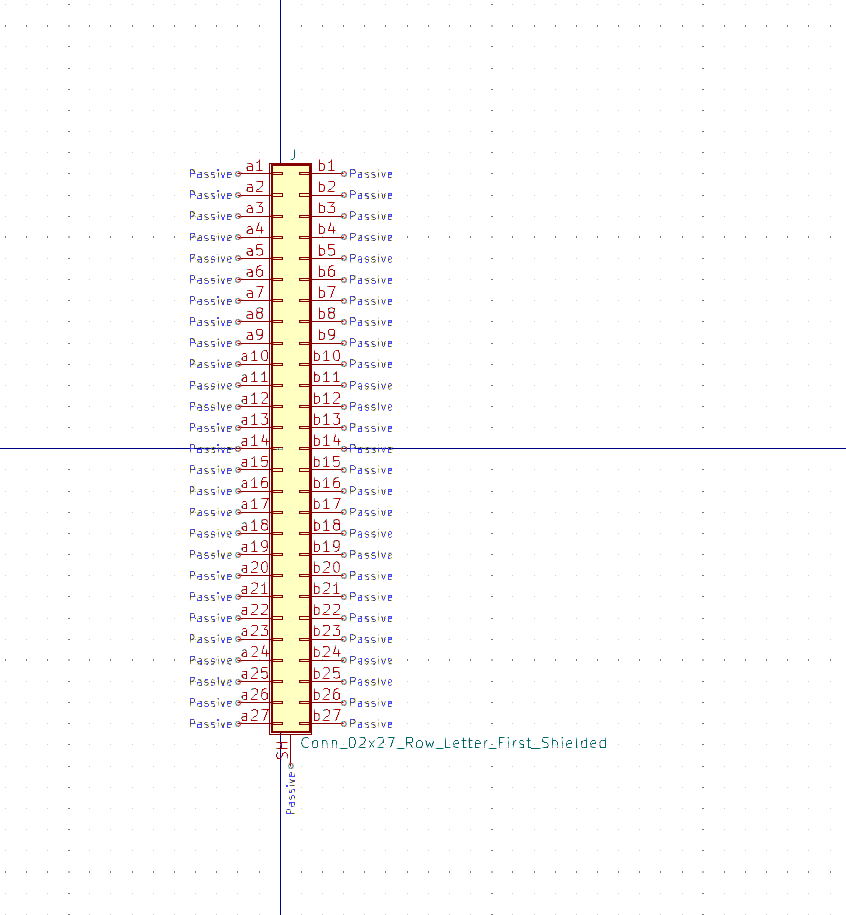 J
Passive a1 b1 Passive
Passive a2 b2 Passive
Passive a3 b3 Passive
Passive a4 b4 Passive
Passive a5 b5 Passive
Passive a6 b6 Passive
Passive a7 b7 Passive
Passive a8 b8 Passive
Passive a9 b9 Passive
Passive a10 b10 Passive
Passive a11 b11 Passive
Passive a12 b12 Passive
Passive a13 b13 Passive
Passive a14 b14 Passive
Passive a15 b15 Passive
Passive a16 b16 Passive
Passive a17 b17 Passive
Passive a18 b18 Passive
Passive a19 b19 Passive
Passive a20 b20 Passive
Passive a21 b21 Passive
Passive a22 b22 Passive
Passive a23 b23 Passive
Passive a24 b24 Passive
Passive a25 b25 Passive
Passive a26 b26 Passive
Passive a27 b27 Passive
SH
Conn_02x27_Row_Letter_First_Shielded
Passive